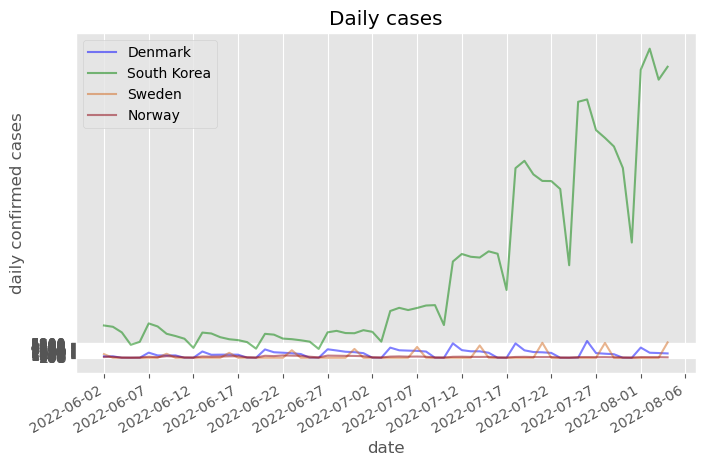 Daily cases
Denmark
South Korea
Sweden
Norway
daily confirmed cases
2022-06-02
2022-06-07
2022-06-12
2022-06-17
2022-06-22
2022-06-27
2022-07-02
2022-07-07
2022-07-12
2022-07-17
2022-07-22
2022-07-27
2022-08-01
2022-08-06
date